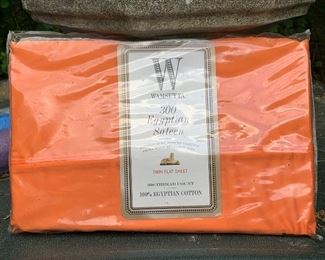 W
WAMSUTTA
300
Egyptian
Sateen
TWIN FLAT SHEET
300 THREAD COUNT
100% EGYPTIAN COTTON